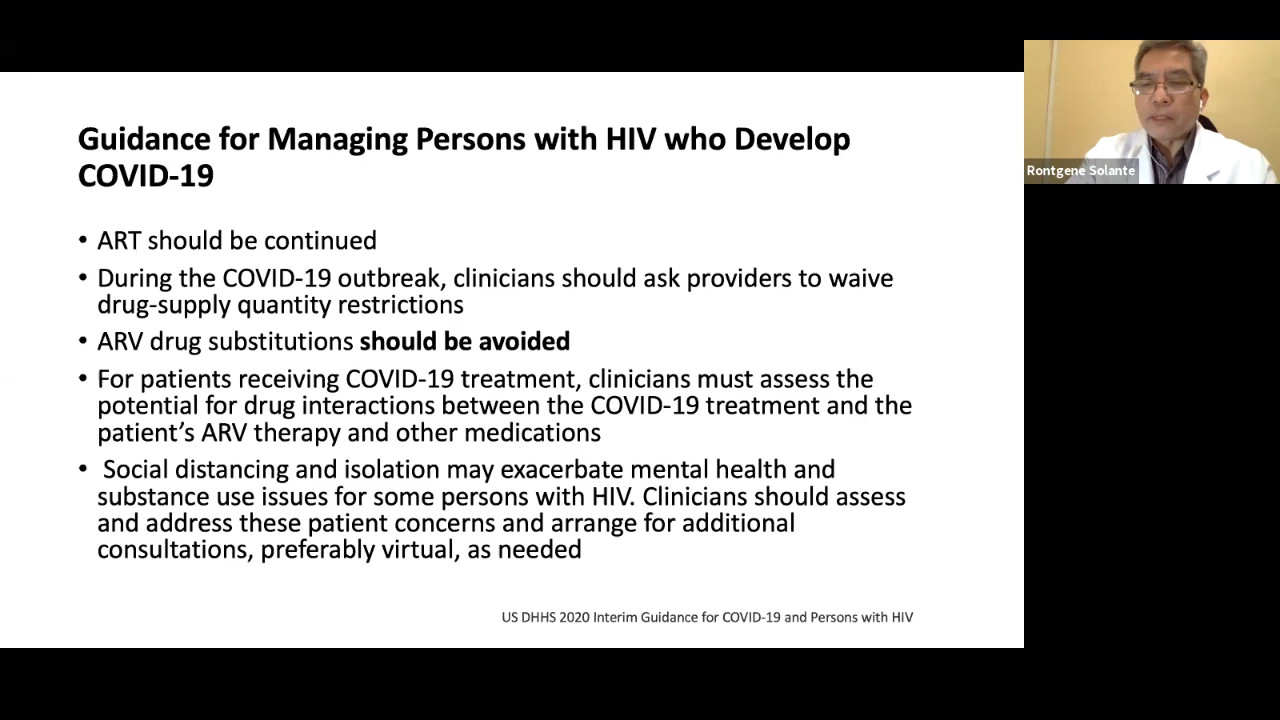 Guidance for Managing Persons with HIV who Develop
COVID-19
• ART should be continued
• During the COVID-19 outbreak, clinicians should ask providers to waive
drug-supply quantity restrictions
• ARV drug substitutions should be avoided
• For patients receiving COVID-19 treatment, clinicians must assess the
potential for drug interactions between the COVID-19 treatment and the
patient’s ARV therapy and other medications
• Social distancing and isolation may exacerbate mental health and
substance use issues for some persons with HIV. Clinicians should assess
and address these patient concerns and arrange for additional
consultations, preferably virtual, as needed
US DHHS 2020 Interim Guidance for COVID-19 and Persons with HIV
Rontgene Solante